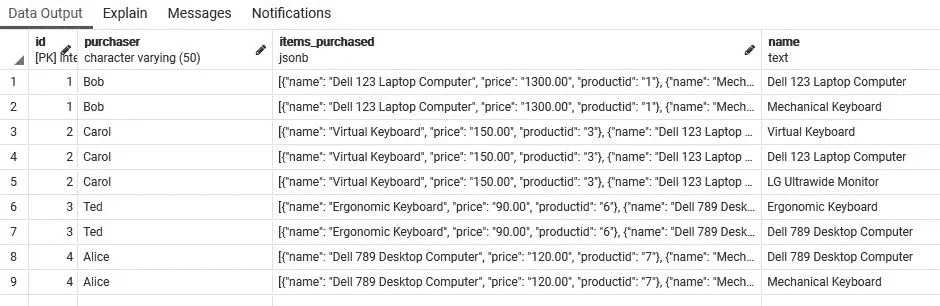 Data Output Explain Messages Notifications
id purchaser items_purchased name
[PK] inte character varying (50) jsonb text
1 1 Bob [{"name": "Dell 123 Laptop Computer", "price": "1300.00", "productid": "1"}, {"name": "Mech... Dell 123 Laptop Computer
2 1 Bob [{"name": "Dell 123 Laptop Computer", "price": "1300.00", "productid": "1"}, {"name": "Mech... Mechanical Keyboard
3 2 Carol [{"name": "Virtual Keyboard", "price": "150.00", "productid": "3"}, {"name": "Dell 123 Laptop ... Virtual Keyboard
4 2 Carol [{"name": "Virtual Keyboard", "price": "150.00", "productid": "3"}, {"name": "Dell 123 Laptop ... Dell 123 Laptop Computer
5 2 Carol [{"name": "Virtual Keyboard", "price": "150.00", "productid": "3"}, {"name": "Dell 123 Laptop ... LG Ultrawide Monitor
6 3 Ted [{"name": "Ergonomic Keyboard", "price": "90.00", "productid": "6"}, {"name": "Dell 789 Desk... Ergonomic Keyboard
7 3 Ted [{"name": "Ergonomic Keyboard", "price": "90.00", "productid": "6"}, {"name": "Dell 789 Desk... Dell 789 Desktop Computer
8 4 Alice [{"name": "Dell 789 Desktop Computer", "price": "120.00", "productid": "7"}, {"name": "Mech... Dell 789 Desktop Computer
9 4 Alice [{"name": "Dell 789 Desktop Computer", "price": "120.00", "productid": "7"}, {"name": "Mech... Mechanical Keyboard